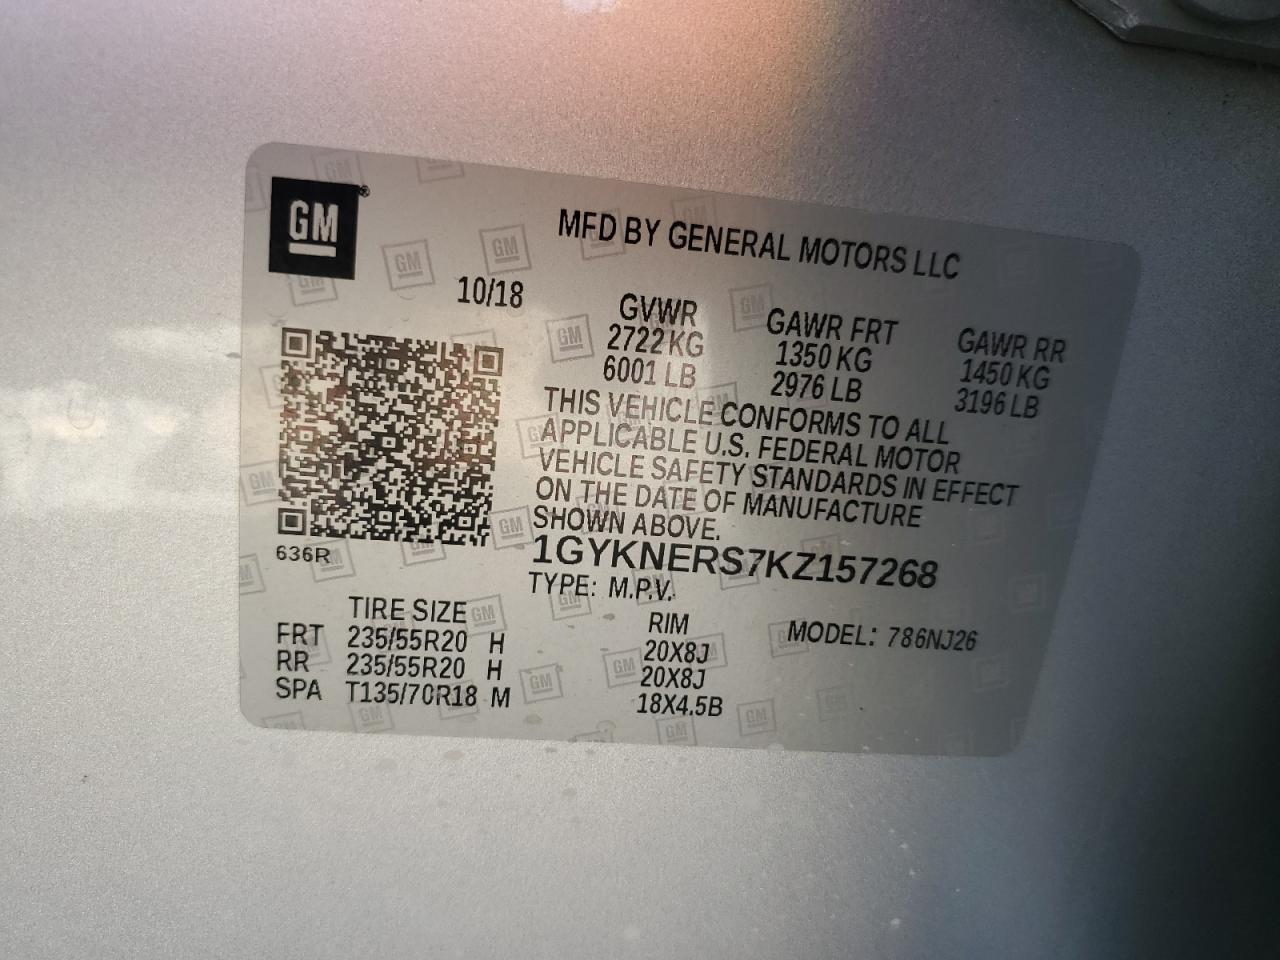 GM®
MFD BY GENERAL MOTORS LLC
10/18
GVWR GAWR FRT GAWR RR
2722 KG 1350 KG 1450 KG
6001 LB 2976 LB 3196 LB
THIS VEHICLE CONFORMS TO ALL
APPLICABLE U.S. FEDERAL MOTOR
VEHICLE SAFETY STANDARDS IN EFFECT
ON THE DATE OF MANUFACTURE
SHOWN ABOVE.
636R
1GYKNERS7KZ157268
TYPE: M.P.V.
TIRE SIZE RIM MODEL: 786NJ26
FRT 235/55R20 H 20X8J
RR 235/55R20 H 20X8J
SPA T135/70R18 M 18X4.5B